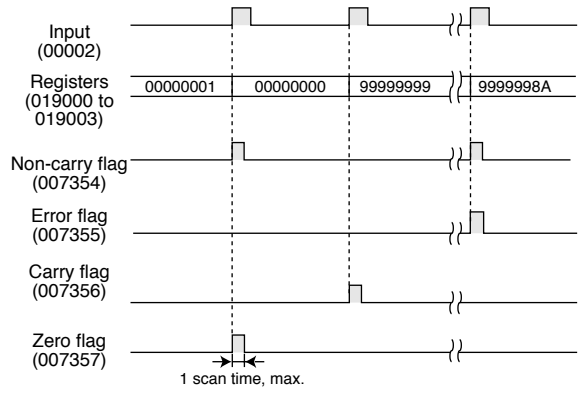 Input
(00002)
Registers
(019000 to
019003)
00000001 00000000 99999999 9999998A
Non-carry flag
(007354)
Error flag
(007355)
Carry flag
(007356)
Zero flag
(007357)
1 scan time, max.